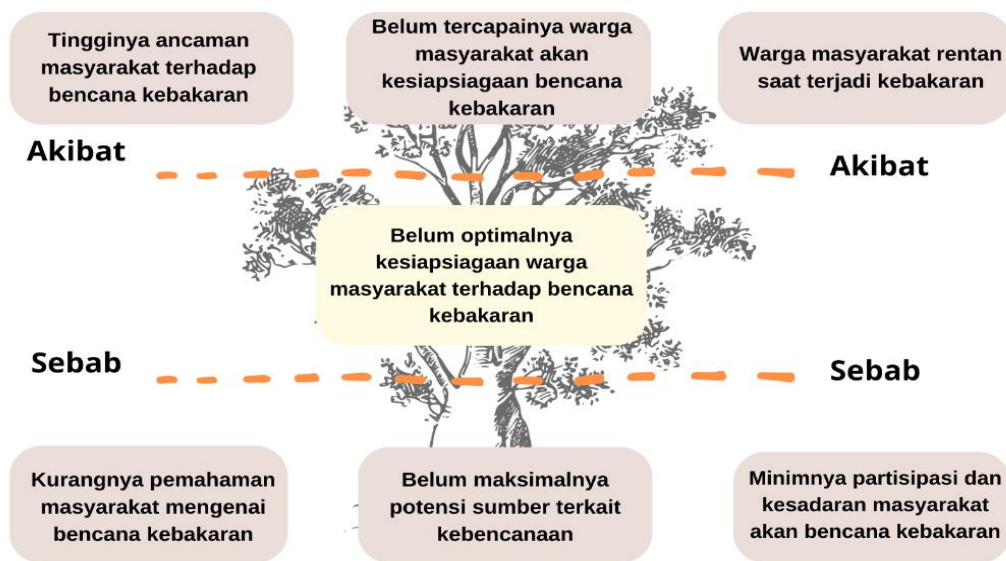 Tingginya ancaman
masyarakat terhadap
bencana kebakaran
Belum tercapainya warga
masyarakat akan
kesiapsiagaan bencana
kebakaran
Warga masyarakat rentan
saat terjadi kebakaran
Akibat
Akibat
Belum optimalnya
kesiapsiagaan warga
masyarakat terhadap bencana
kebakaran
Sebab
Sebab
Kurangnya pemahaman
masyarakat mengenai
bencana kebakaran
Belum maksimalnya
potensi sumber terkait
kebencanaan
Minimnya partisipasi dan
kesadaran masyarakat
akan bencana kebakaran